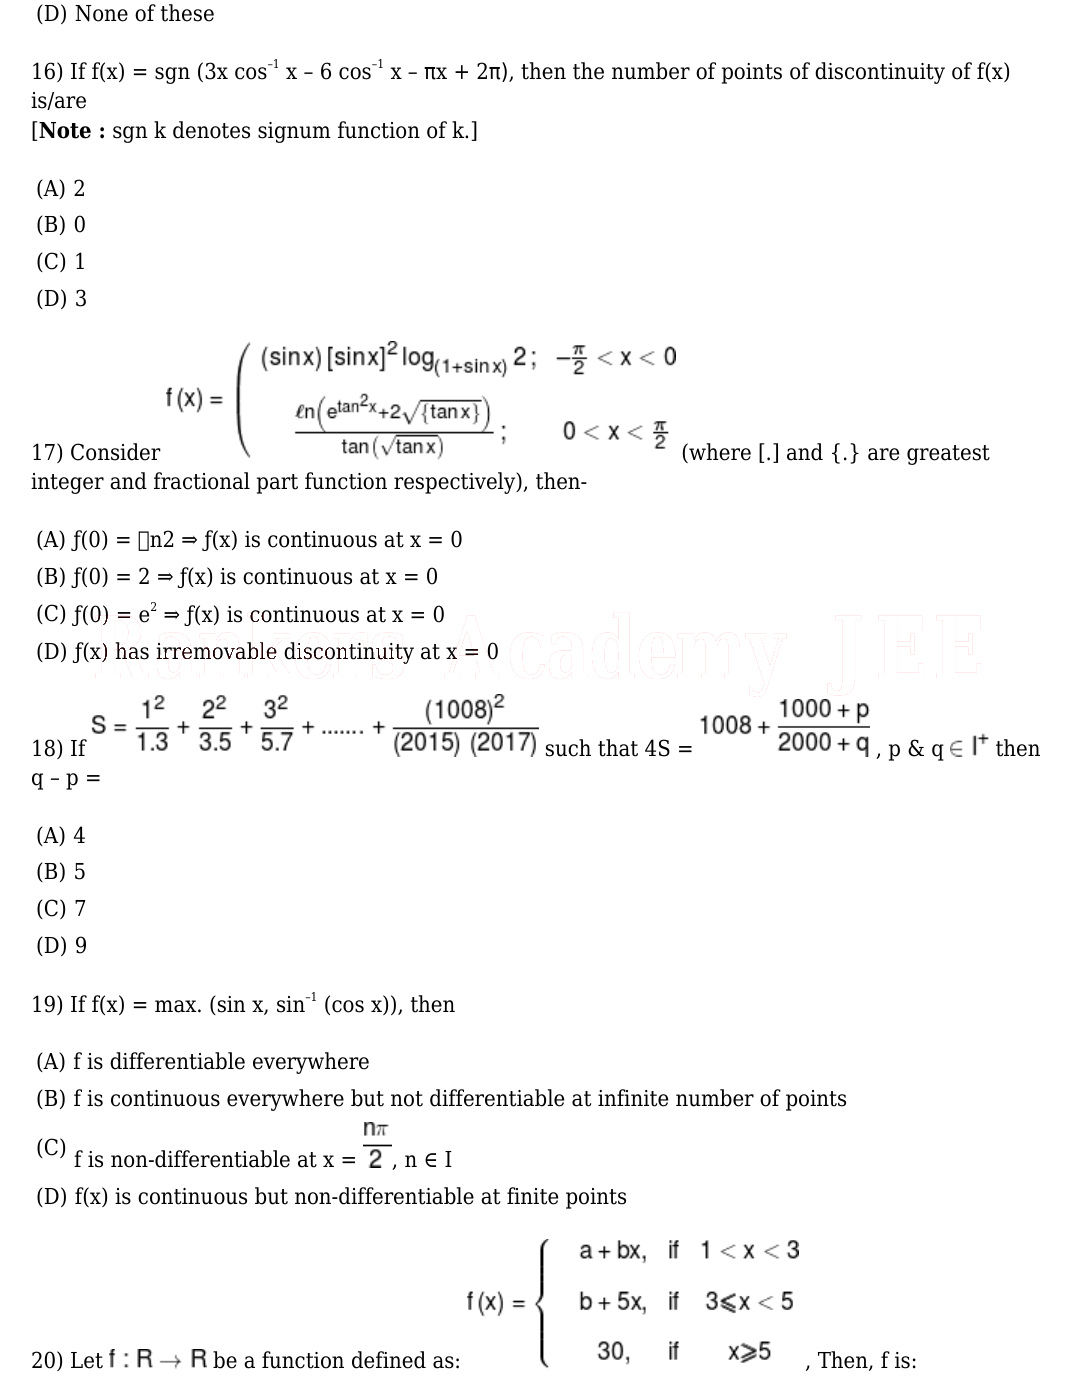 (D) None of these
16) If f(x) = sgn (3x cos⁻¹ x – 6 cos⁻¹ x – πx + 2π), then the number of points of discontinuity of f(x)
is/are
[Note : sgn k denotes signum function of k.]
(A) 2
(B) 0
(C) 1
(D) 3
17) Consider f(x) = ( (sinx) [sinx]² log₍₁₊sinx₎ 2 ; −π/2 < x < 0
ℓn(e^(tan²x) + 2√{tanx}) / tan(√tanx) ; 0 < x < π/2 (where [.] and {.} are greatest
integer and fractional part function respectively), then-
(A) ƒ(0) = ▯n2 ⇒ ƒ(x) is continuous at x = 0
(B) ƒ(0) = 2 ⇒ ƒ(x) is continuous at x = 0
(C) ƒ(0) = e² ⇒ ƒ(x) is continuous at x = 0
(D) ƒ(x) has irremovable discontinuity at x = 0
Rankers Academy JEE
18) If S = 1²/1.3 + 2²/3.5 + 3²/5.7 + ....... + (1008)²/(2015) (2017) such that 4S = 1008 + (1000 + p)/(2000 + q) , p & q ∈ I⁺ then
q – p =
(A) 4
(B) 5
(C) 7
(D) 9
19) If f(x) = max. (sin x, sin⁻¹ (cos x)), then
(A) f is differentiable everywhere
(B) f is continuous everywhere but not differentiable at infinite number of points
(C) f is non-differentiable at x = nπ/2 , n ∈ I
(D) f(x) is continuous but non-differentiable at finite points
20) Let f : R → R be a function defined as: f(x) = { a + bx, if 1 < x < 3
b + 5x, if 3⩽x < 5
30, if x⩾5 , Then, f is: